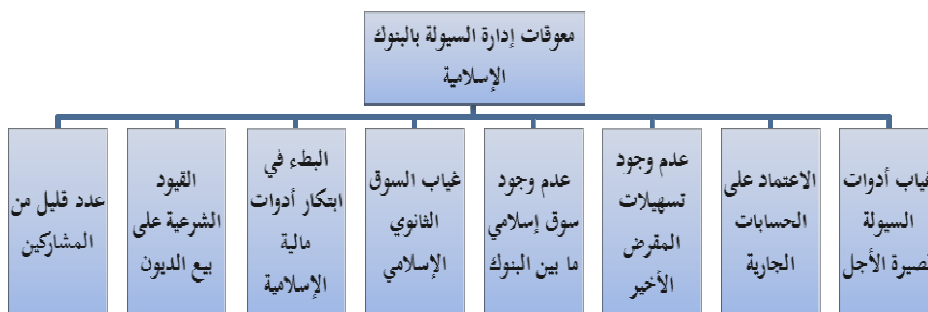 معوقات إدارة السيولة بالبنوك
الإسلامية
غياب أدوات
السيولة
قصيرة الأجل
الاعتماد على
الحسابات
الجارية
عدم وجود
تسهيلات
المقرض
الأخير
عدم وجود
سوق إسلامي
ما بين البنوك
غياب السوق
الثانوي
الإسلامي
البطء في
ابتكار أدوات
مالية
الإسلامية
القيود
الشرعية على
بيع الديون
عدد قليل من
المشاركين